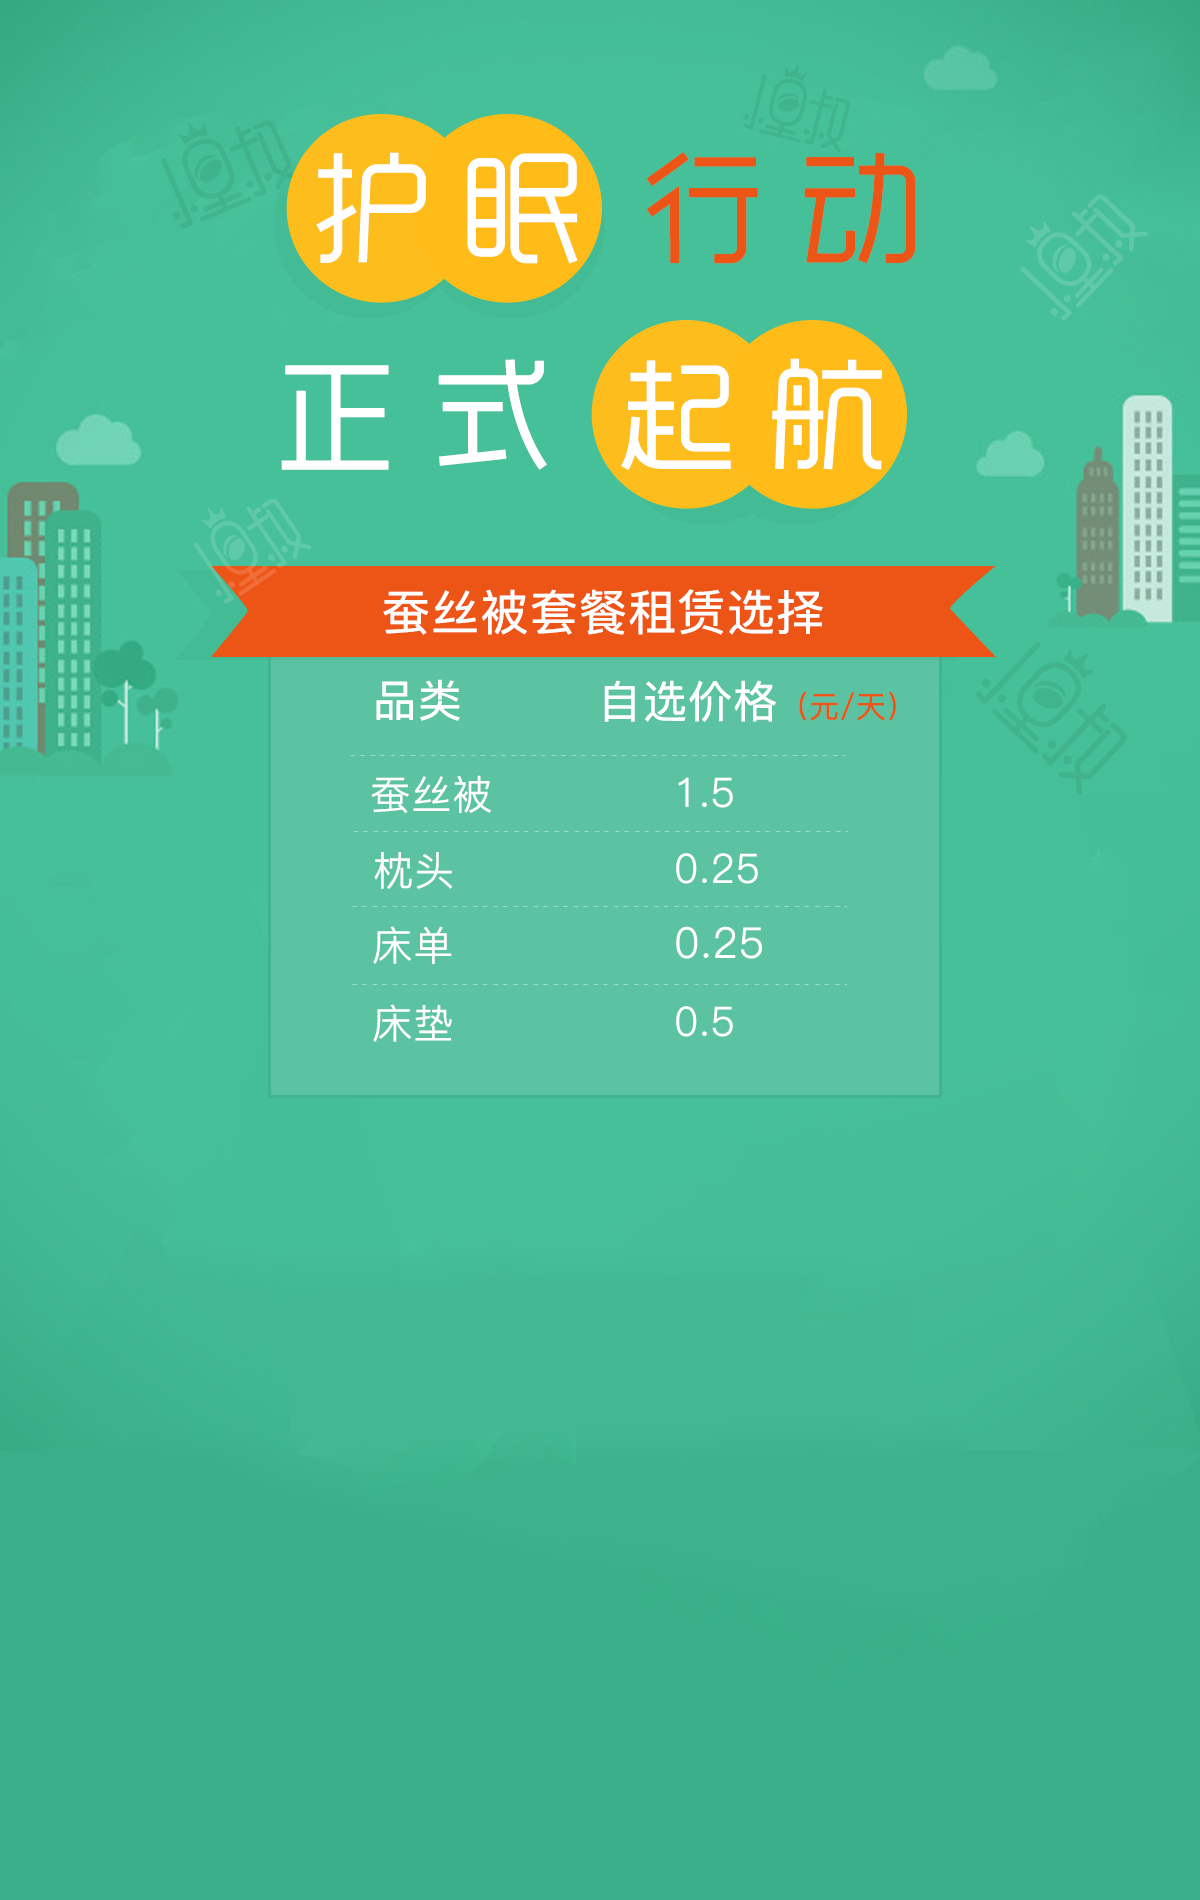 护眠行动
正式起航
蚕丝被套餐租赁选择
品类 自选价格 (元/天)
蚕丝被 1.5
枕头 0.25
床单 0.25
床垫 0.5